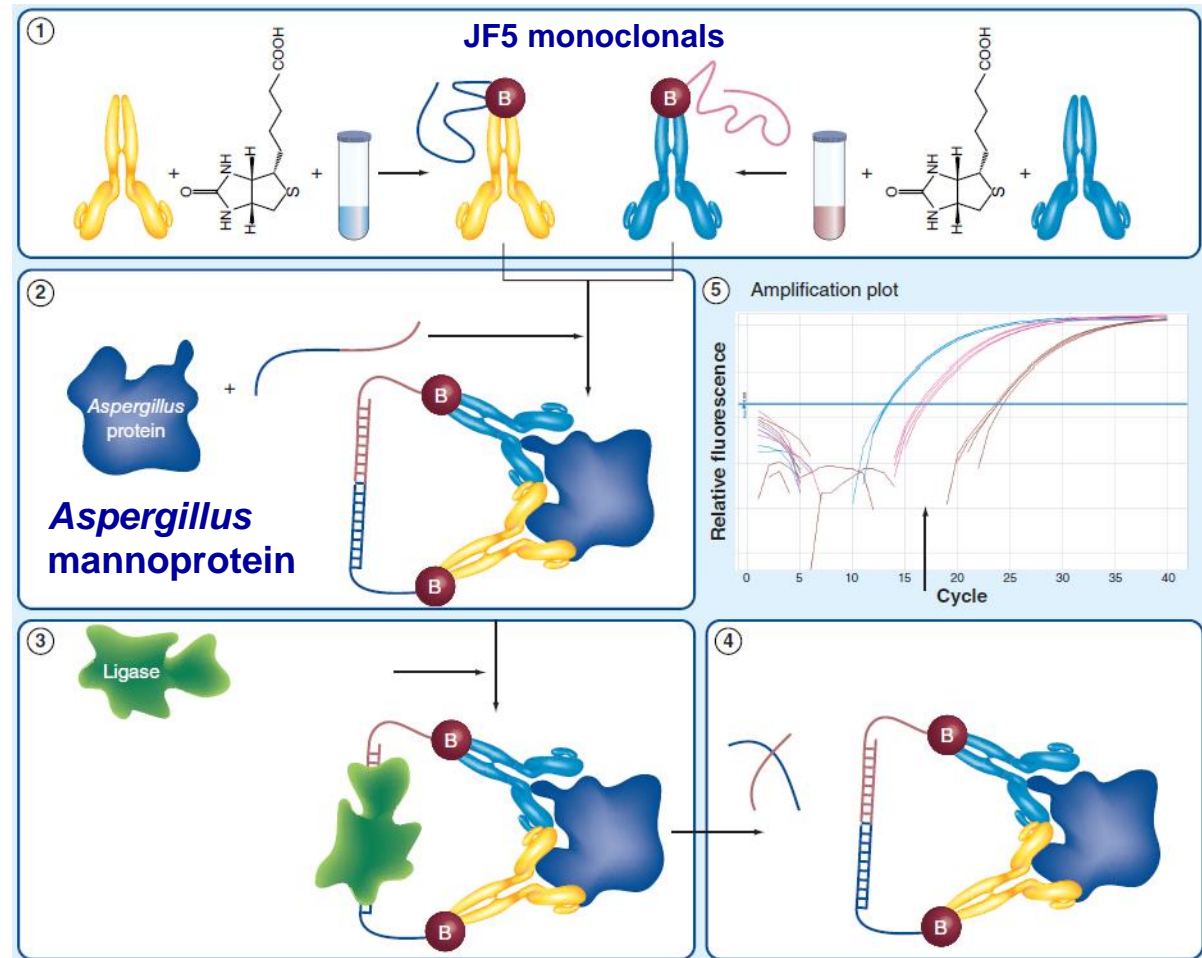 1
JF5 monoclonals
COOH
H
NH
O
NH
H
S
+
+
B
B
+
+
COOH
H
NH
O
NH
H
S
2
Aspergillus
protein
+
B
B
Aspergillus
mannoprotein
5
Amplification plot
Relative fluorescence
0 5 10 15 20 25 30 35 40
Cycle
3
Ligase
B
B
4
B
B